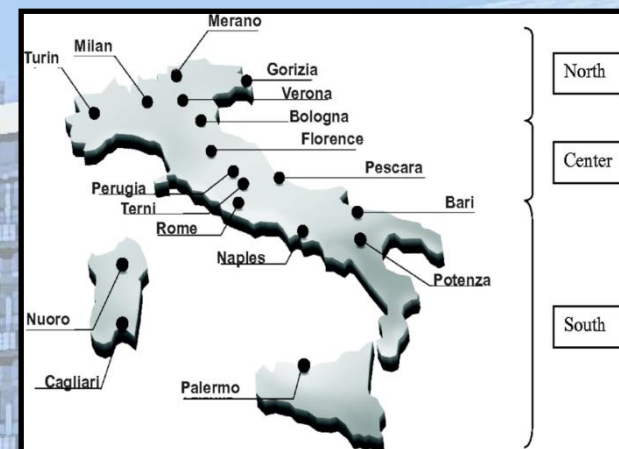 Merano
Milan
Turin
Gorizia
Verona
Bologna
Florence
Pescara
Perugia
Terni
Rome
Bari
Naples
Potenza
Nuoro
Cagliari
Palermo
North
Center
South